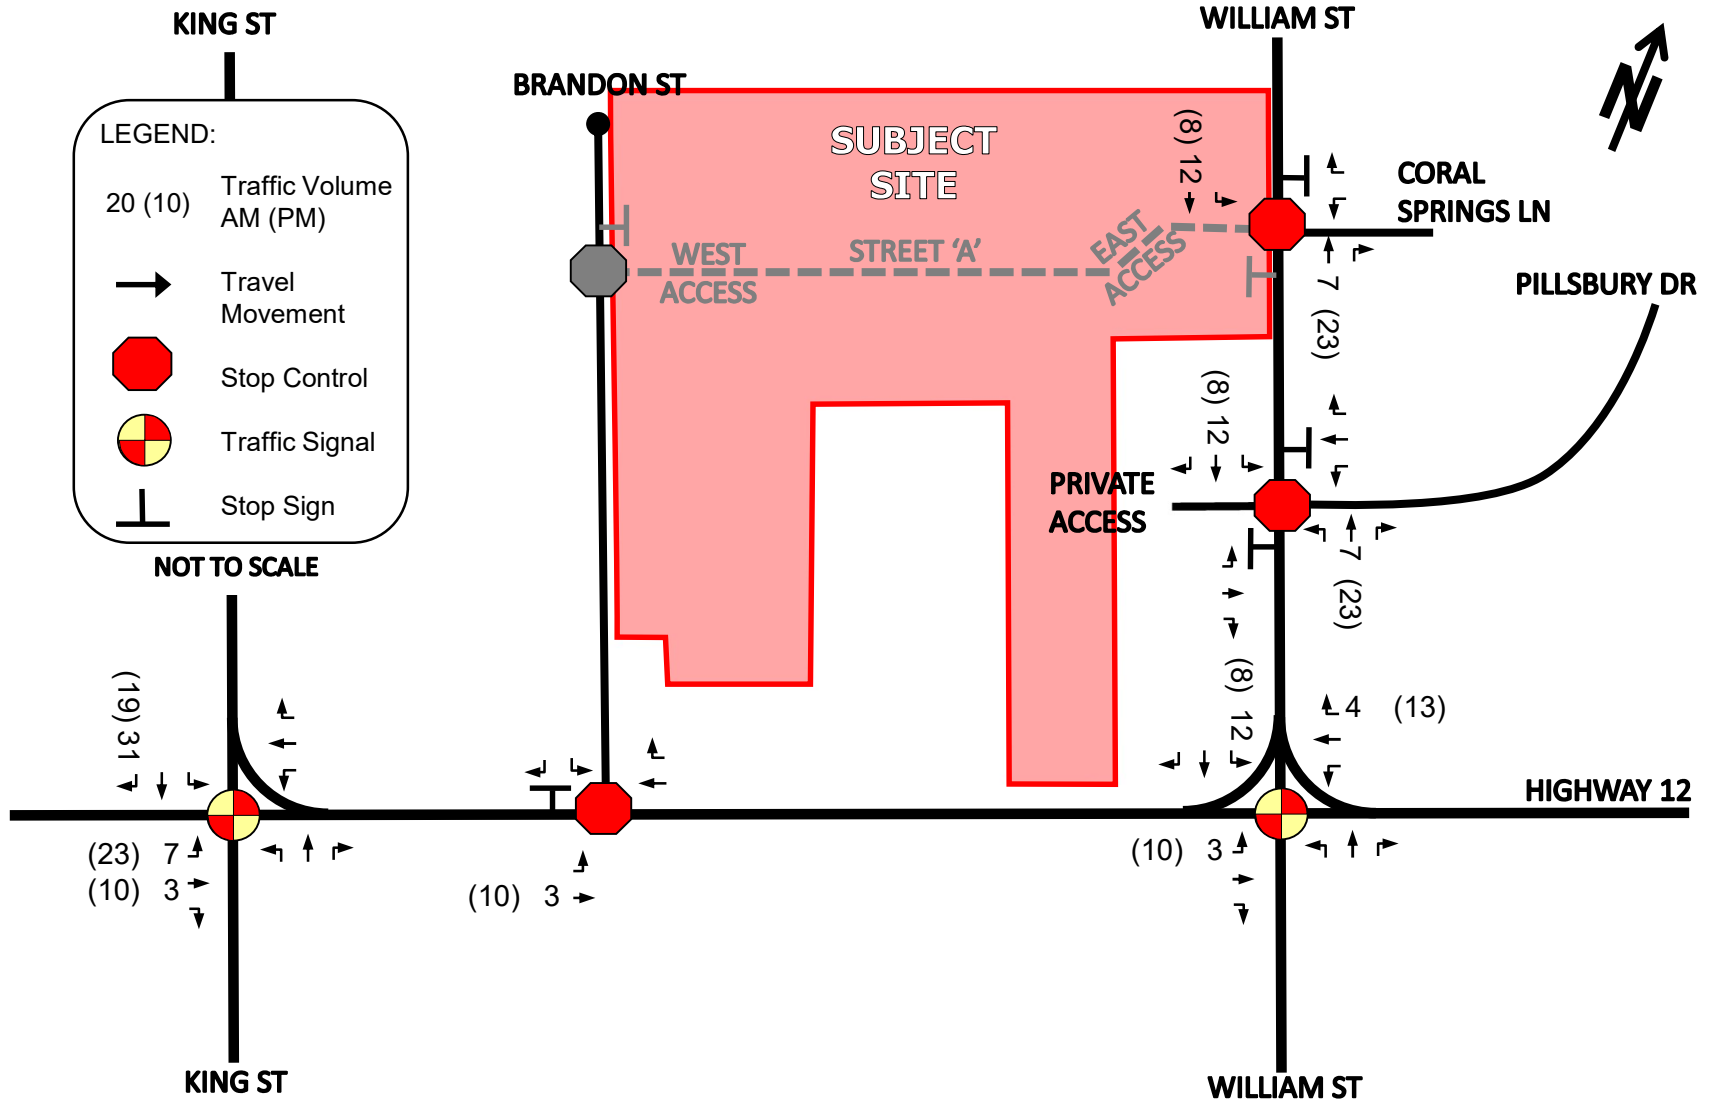 KING ST
WILLIAM ST
BRANDON ST
N
LEGEND:
20 (10)
Traffic Volume
AM (PM)
Travel
Movement
Stop Control
Traffic Signal
Stop Sign
NOT TO SCALE
SUBJECT
SITE
(8) 12
CORAL
SPRINGS LN
WEST
ACCESS
STREET ‘A’
EAST
ACCESS
7 (23)
PILLSBURY DR
(8) 12
PRIVATE
ACCESS
7 (23)
(19) 31
(8) 12
4 (13)
HIGHWAY 12
(23) 7
(10) 3
(10) 3
(10) 3
KING ST
WILLIAM ST